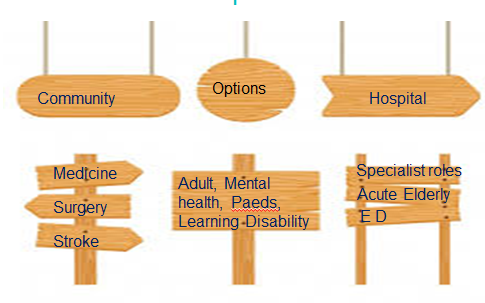 Community
Options
Hospital
Medicine
Surgery
Stroke
Adult, Mental
health, Paeds,
Learning Disability
Specialist roles
Acute Elderly
E D